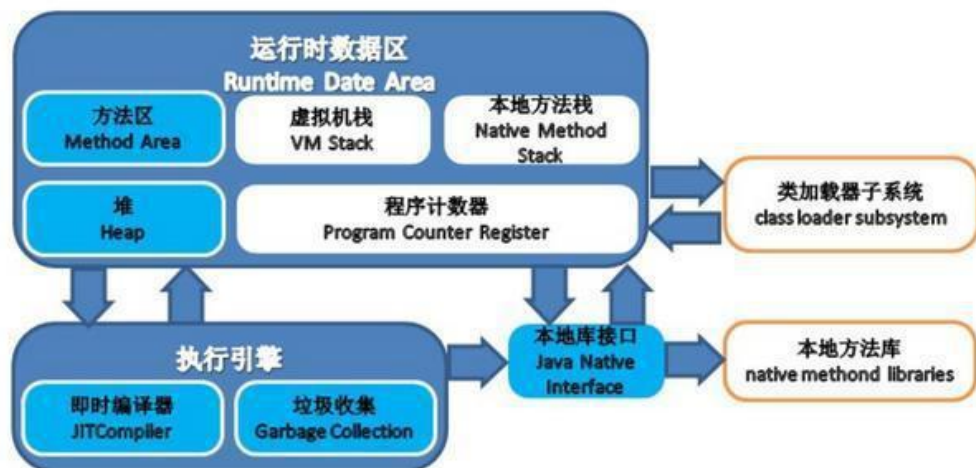 运行时数据区
Runtime Date Area
方法区
Method Area
虚拟机栈
VM Stack
本地方法栈
Native Method
Stack
堆
Heap
程序计数器
Program Counter Register
类加载器子系统
class loader subsystem
执行引擎
即时编译器
JITCompiler
垃圾收集
Garbage Collection
本地库接口
Java Native
Interface
本地方法库
native methond libraries